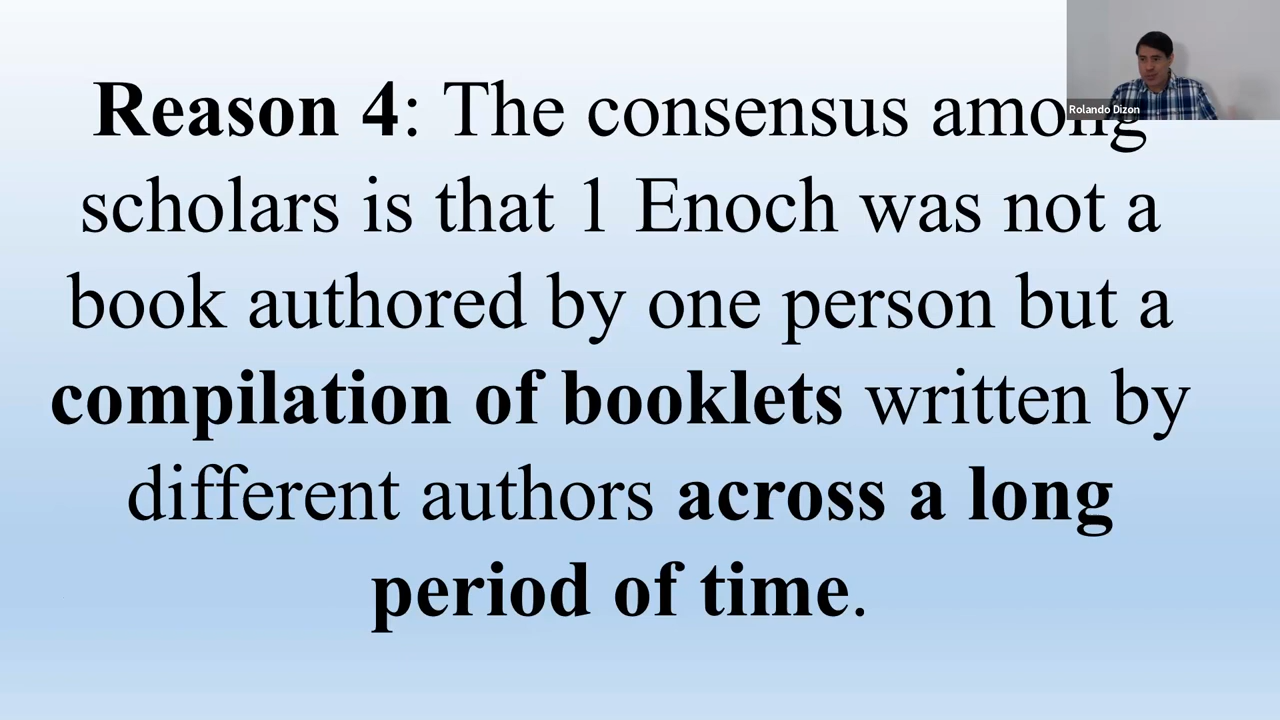 Reason 4: The consensus among
scholars is that 1 Enoch was not a
book authored by one person but a
compilation of booklets written by
different authors across a long
period of time.
Rolando Dizon